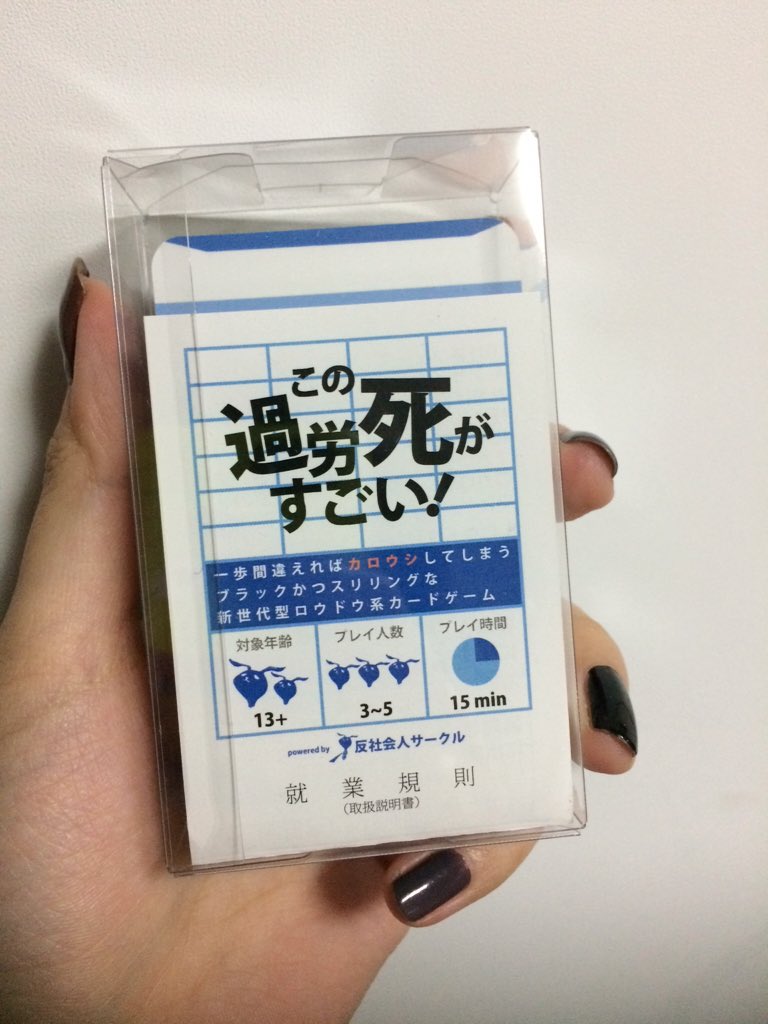 この
過労死が
すごい!
一歩間違えればカロウシしてしまう
ブラックかつスリリングな
新世代型ロウドウ系カードゲーム
対象年齢
13+
プレイ人数
3~5
プレイ時間
15 min
powered by 反社会人サークル
就業規則
(取扱説明書)